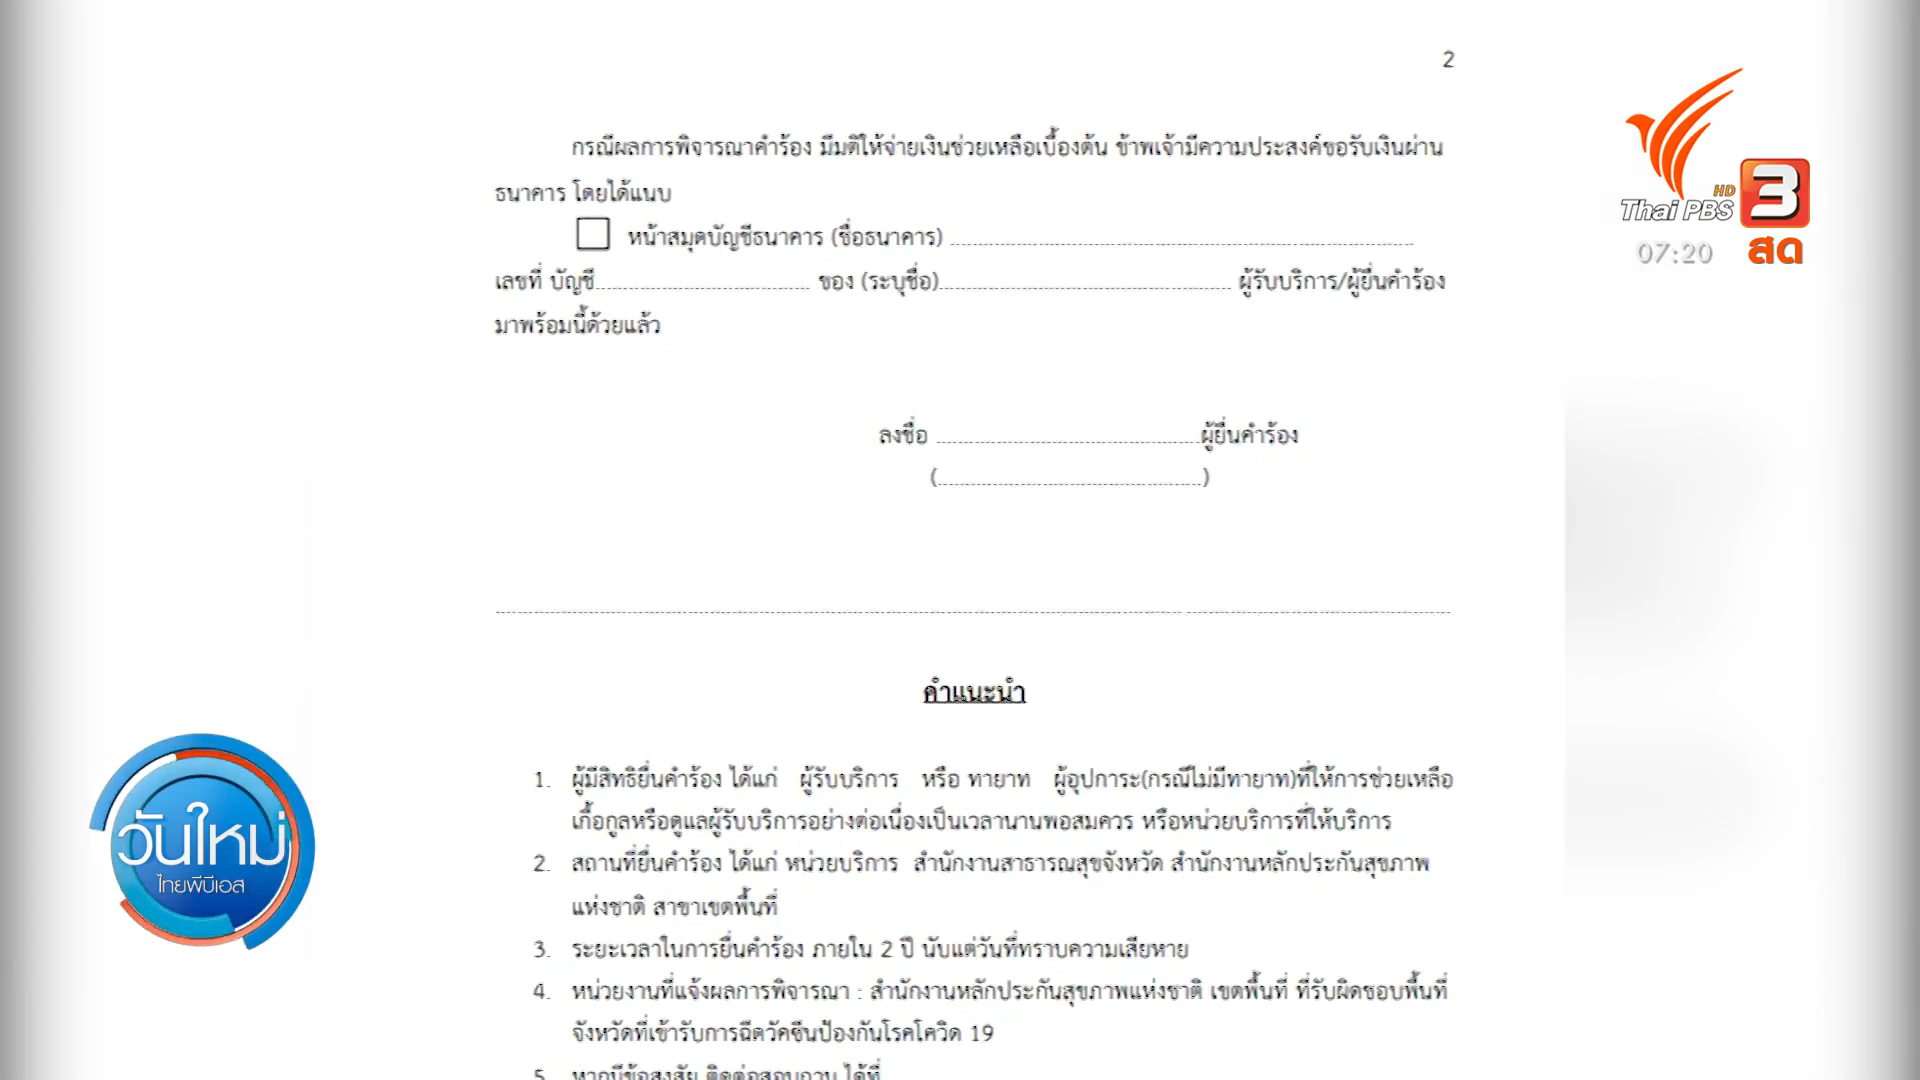 2
กรณีผลการพิจารณาคำร้อง มีมติให้จ่ายเงินช่วยเหลือเบื้องต้น ข้าพเจ้ามีความประสงค์ขอรับเงินผ่าน
ธนาคาร โดยได้แนบ
หน้าสมุดบัญชีธนาคาร (ชื่อธนาคาร) ........................................
เลขที่ บัญชี.............................. ของ (ระบุชื่อ)........................................ ผู้รับบริการ/ผู้ยื่นคำร้อง
มาพร้อมนี้ด้วยแล้ว
ลงชื่อ ........................................ผู้ยื่นคำร้อง
(........................................)
คำแนะนำ
1. ผู้มีสิทธิยื่นคำร้อง ได้แก่ ผู้รับบริการ หรือ ทายาท ผู้อุปการะ(กรณีไม่มีทายาท)ที่ให้การช่วยเหลือ
เกื้อกูลหรือดูแลผู้รับบริการอย่างต่อเนื่องเป็นเวลานานพอสมควร หรือหน่วยบริการที่ให้บริการ
2. สถานที่ยื่นคำร้อง ได้แก่ หน่วยบริการ สำนักงานสาธารณสุขจังหวัด สำนักงานหลักประกันสุขภาพ
แห่งชาติ สาขาเขตพื้นที่
3. ระยะเวลาในการยื่นคำร้อง ภายใน 2 ปี นับแต่วันที่ทราบความเสียหาย
4. หน่วยงานที่แจ้งผลการพิจารณา : สำนักงานหลักประกันสุขภาพแห่งชาติ เขตพื้นที่ ที่รับผิดชอบพื้นที่
จังหวัดที่เข้ารับการฉีดวัคซีนป้องกันโรคโควิด 19
5. หากมีข้อสงสัย ติดต่อสอบถาม ได้ที่
Thai PBS HD 3
07:20 สด
วันใหม่
ไทยพีบีเอส